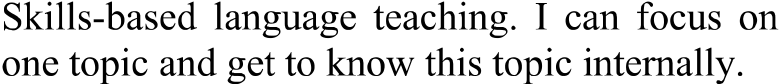 Skills-based language teaching. I can focus on
one topic and get to know this topic internally.